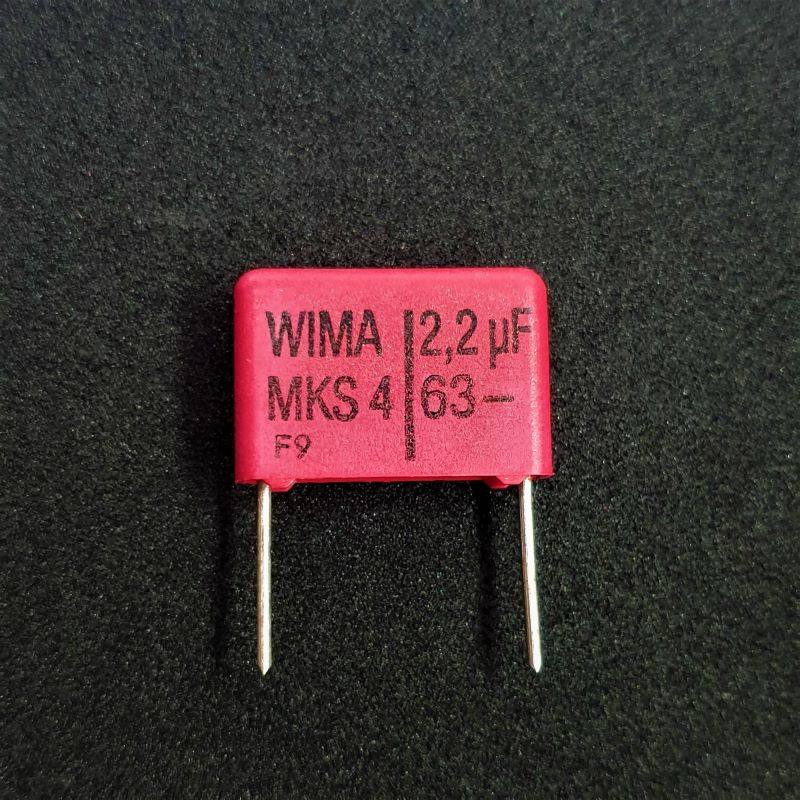 WIMA 2,2 µF
MKS 4 63 –
F9